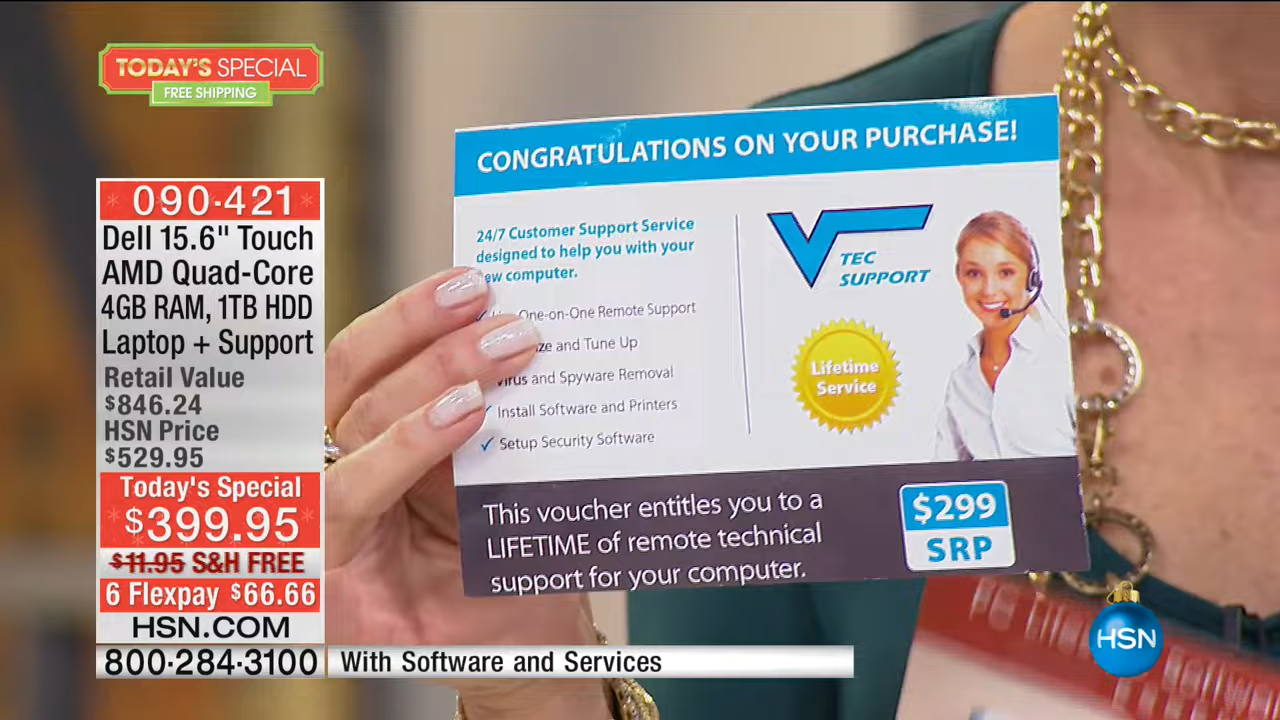 TODAY'S SPECIAL
FREE SHIPPING
090-421
Dell 15.6" Touch
AMD Quad-Core
4GB RAM, 1TB HDD
Laptop + Support
Retail Value
$846.24
HSN Price
$529.95
Today's Special
$399.95
$11.95 S&H FREE
6 Flexpay $66.66
HSN.COM
800-284-3100
With Software and Services
CONGRATULATIONS ON YOUR PURCHASE!
24/7 Customer Support Service
designed to help you with your
computer.
One-on-One Remote Support
and Tune Up
Virus and Spyware Removal
✓ Install Software and Printers
✓ Setup Security Software
TEC
SUPPORT
Lifetime
Service
This voucher entitles you to a
LIFETIME of remote technical
support for your computer.
$299
SRP
HSN